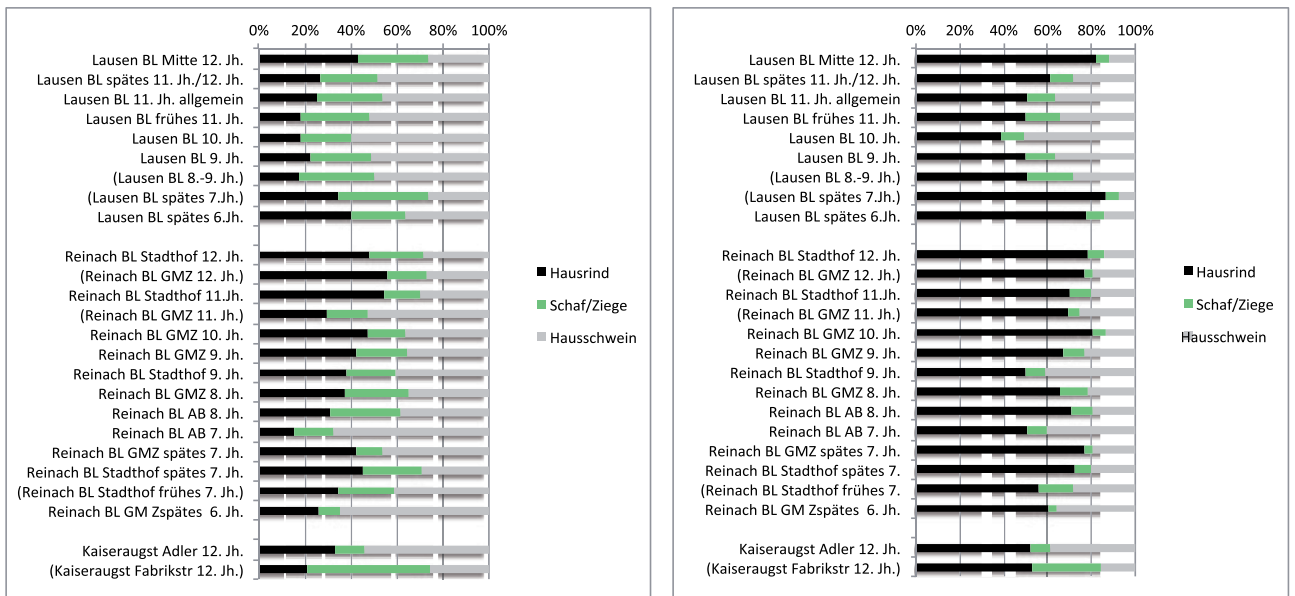 0% 20% 40% 60% 80% 100%
Lausen BL Mitte 12. Jh.
Lausen BL spätes 11. Jh./12. Jh.
Lausen BL 11. Jh. allgemein
Lausen BL frühes 11. Jh.
Lausen BL 10. Jh.
Lausen BL 9. Jh.
(Lausen BL 8.-9. Jh.)
(Lausen BL spätes 7.Jh.)
Lausen BL spätes 6.Jh.
Reinach BL Stadthof 12. Jh.
(Reinach BL GMZ 12. Jh.)
Reinach BL Stadthof 11.Jh.
(Reinach BL GMZ 11. Jh.)
Reinach BL GMZ 10. Jh.
Reinach BL GMZ 9. Jh.
Reinach BL Stadthof 9. Jh.
Reinach BL GMZ 8. Jh.
Reinach BL AB 8. Jh.
Reinach BL AB 7. Jh.
Reinach BL GMZ spätes 7. Jh.
Reinach BL Stadthof spätes 7. Jh.
(Reinach BL Stadthof frühes 7. Jh.)
Reinach BL GM Zspätes 6. Jh.
Kaiseraugst Adler 12. Jh.
(Kaiseraugst Fabrikstr 12. Jh.)
Hausrind
Schaf/Ziege
Hausschwein
0% 20% 40% 60% 80% 100%
Lausen BL Mitte 12. Jh.
Lausen BL spätes 11. Jh./12. Jh.
Lausen BL 11. Jh. allgemein
Lausen BL frühes 11. Jh.
Lausen BL 10. Jh.
Lausen BL 9. Jh.
(Lausen BL 8.-9. Jh.)
(Lausen BL spätes 7.Jh.)
Lausen BL spätes 6.Jh.
Reinach BL Stadthof 12. Jh.
(Reinach BL GMZ 12. Jh.)
Reinach BL Stadthof 11.Jh.
(Reinach BL GMZ 11. Jh.)
Reinach BL GMZ 10. Jh.
Reinach BL GMZ 9. Jh.
Reinach BL Stadthof 9. Jh.
Reinach BL GMZ 8. Jh.
Reinach BL AB 8. Jh.
Reinach BL AB 7. Jh.
Reinach BL GMZ spätes 7. Jh.
Reinach BL Stadthof spätes 7.
(Reinach BL Stadthof frühes 7.
Reinach BL GM Zspätes 6. Jh.
Kaiseraugst Adler 12. Jh.
(Kaiseraugst Fabrikstr 12. Jh.)
Hausrind
Schaf/Ziege
Hausschwein